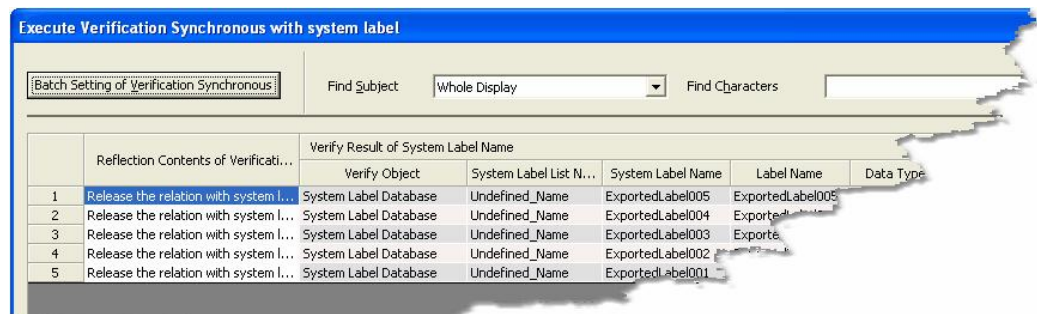 Execute Verification Synchronous with system label
Batch Setting of Verification Synchronous Find Subject Whole Display Find Characters
Verify Result of System Label Name
Reflection Contents of Verificati...
Verify Object System Label List N... System Label Name Label Name Data Type
1 Release the relation with system l... System Label Database Undefined_Name ExportedLabel005 ExportedLabel005
2 Release the relation with system l... System Label Database Undefined_Name ExportedLabel004
3 Release the relation with system l... System Label Database Undefined_Name ExportedLabel003 Exporte
4 Release the relation with system l... System Label Database Undefined_Name ExportedLabel002
5 Release the relation with system l... System Label Database Undefined_Name ExportedLabel001